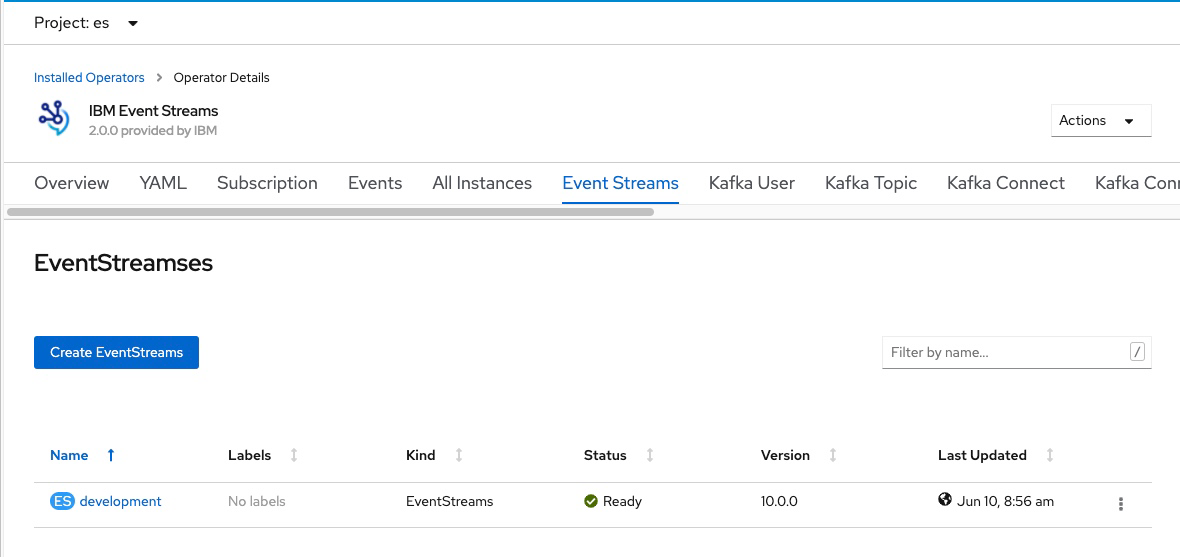 Project: es
Installed Operators > Operator Details
IBM Event Streams
2.0.0 provided by IBM
Actions
Overview YAML Subscription Events All Instances Event Streams Kafka User Kafka Topic Kafka Connect Kafka Conn
EventStreamses
Create EventStreams
Filter by name... /
Name Labels Kind Status Version Last Updated
ES development No labels EventStreams Ready 10.0.0 Jun 10, 8:56 am